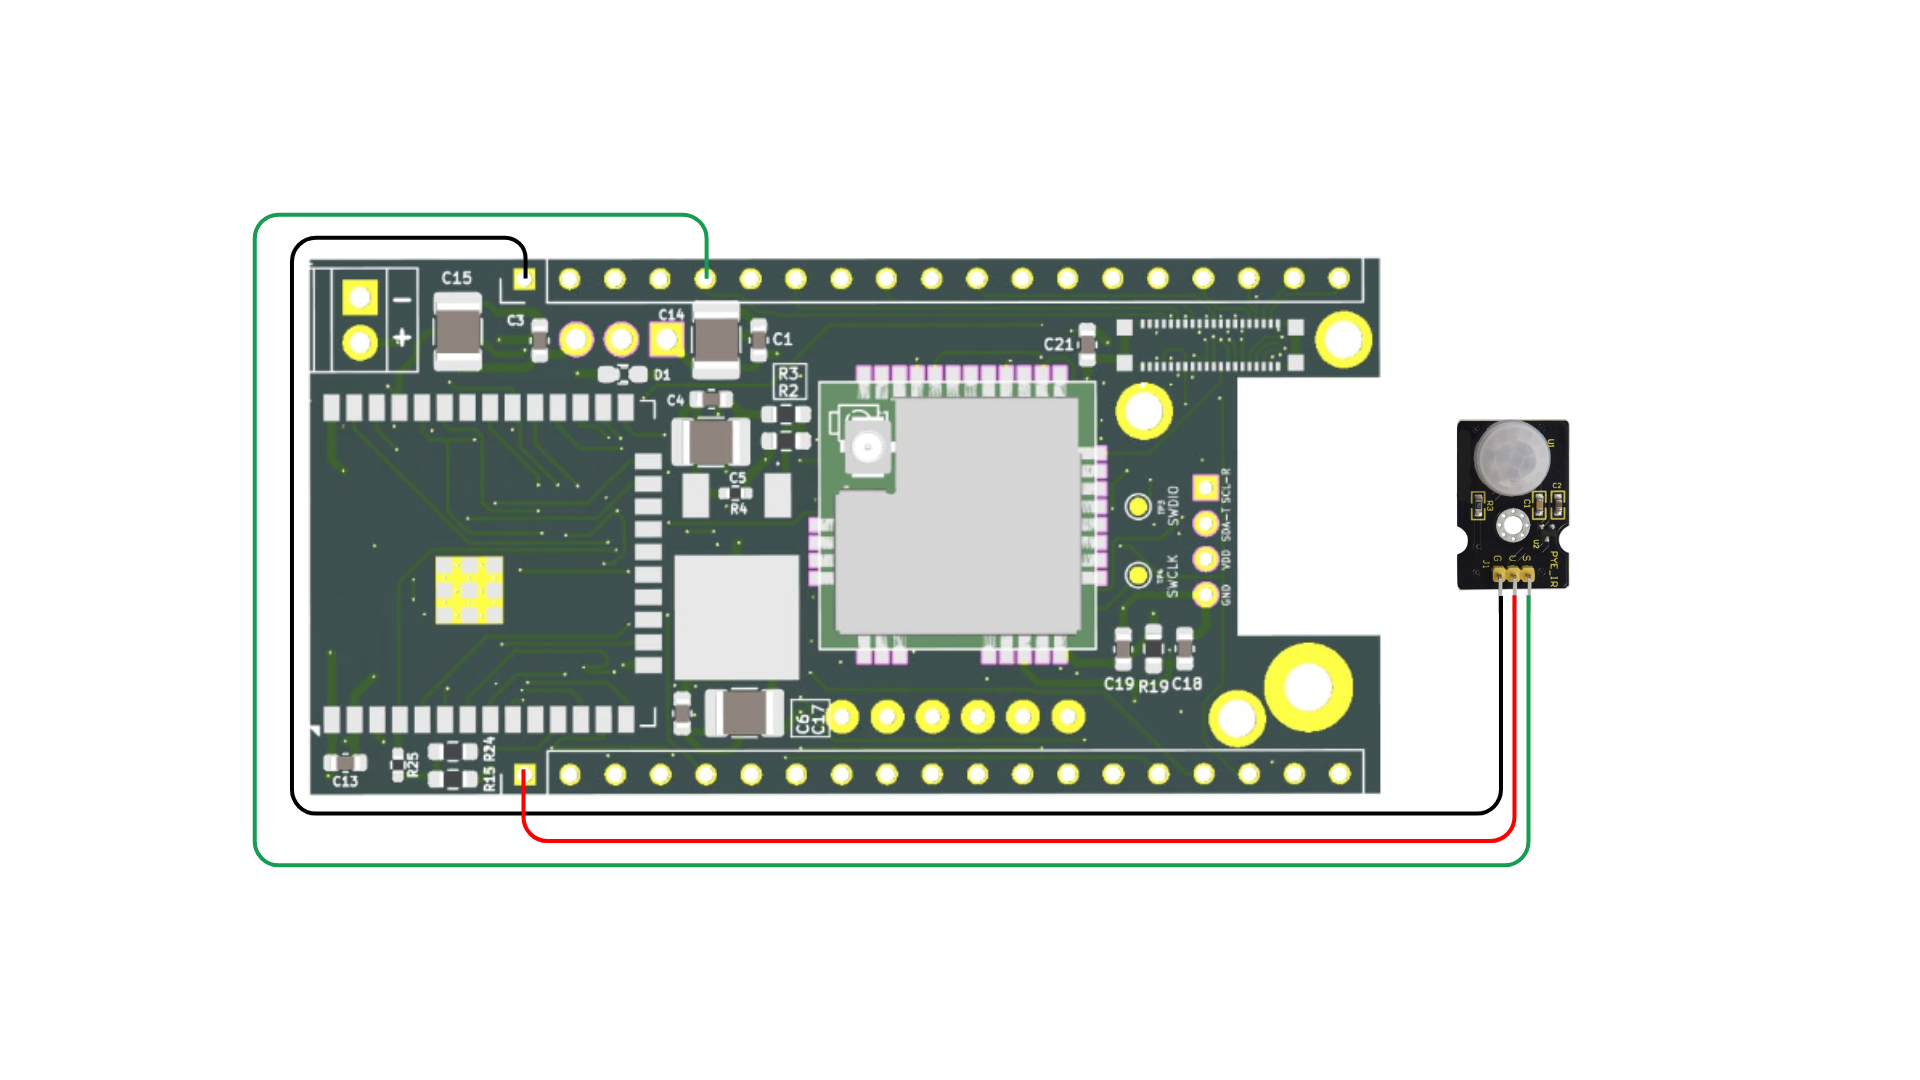 C15
−
+
C3
C14
C1
D1
R3
R2
C4
C5
R4
C21
SCL-R
SDA-T
VDD
GND
TP3
SWDIO
TP4
SWCLK
C19
R19
C18
C6
C17
C13
R25
R24
R15
U1
C2
R3
C1
U2
J1
G
V
S
PYE_IR